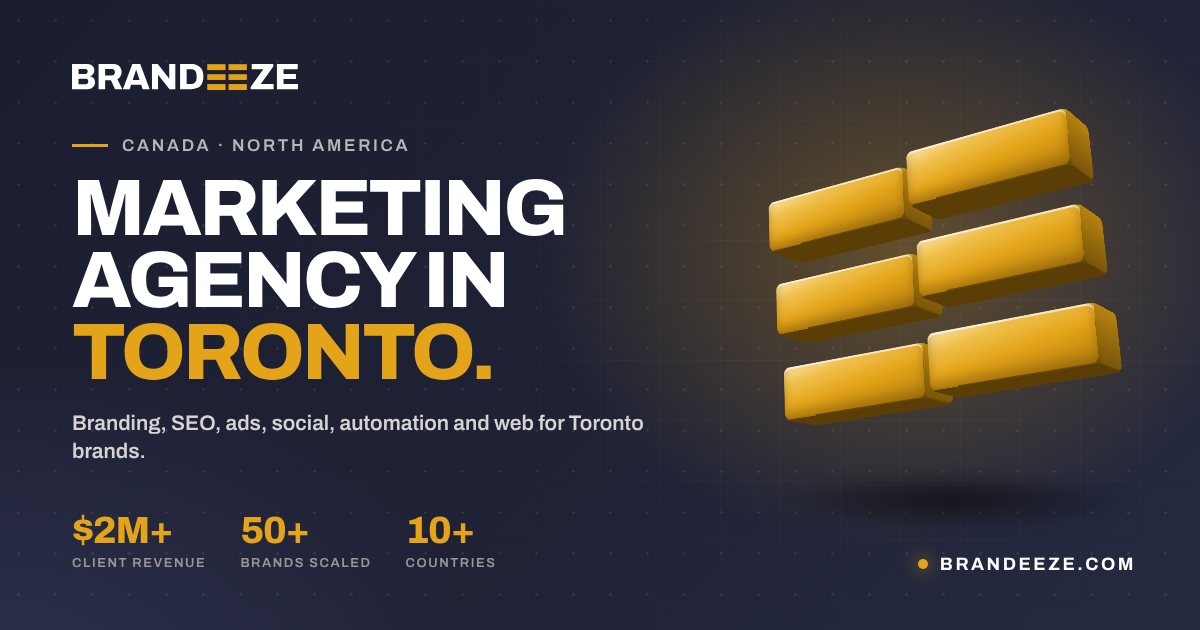 BRANDEEZE
CANADA · NORTH AMERICA
MARKETING
AGENCY IN
TORONTO.
Branding, SEO, ads, social, automation and web for Toronto
brands.
$2M+ 50+ 10+
CLIENT REVENUE BRANDS SCALED COUNTRIES
BRANDEEZE.COM